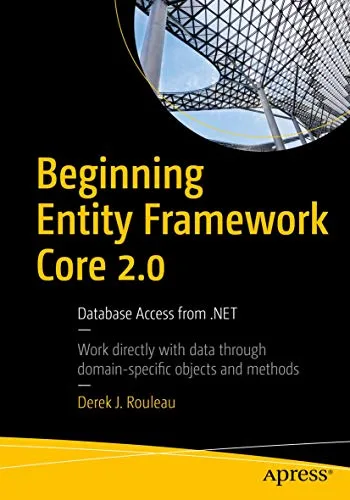 Beginning
Entity Framework
Core 2.0
Database Access from .NET
—
Work directly with data through
domain-specific objects and methods
—
Derek J. Rouleau
Apress®